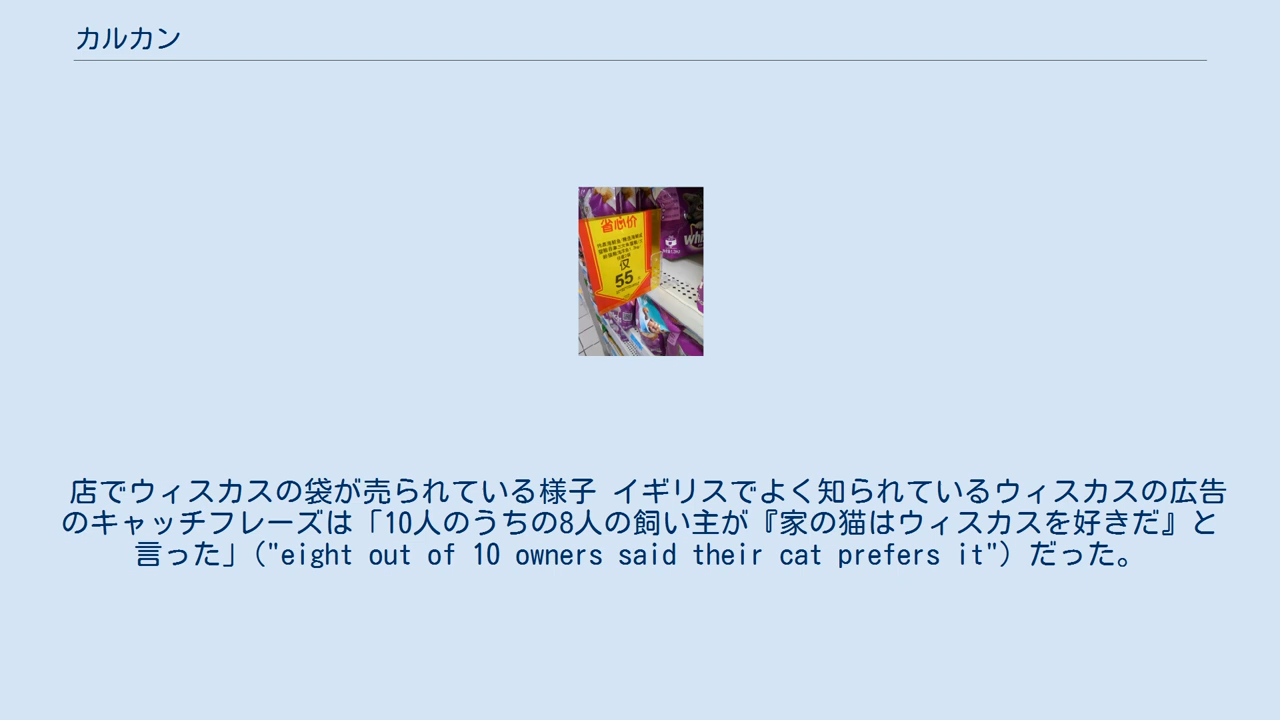 カルカン
省心价
仅
55
店でウィスカスの袋が売られている様子 イギリスでよく知られているウィスカスの広告
のキャッチフレーズは「10人のうちの8人の飼い主が『家の猫はウィスカスを好きだ』と
言った」("eight out of 10 owners said their cat prefers it") だった。